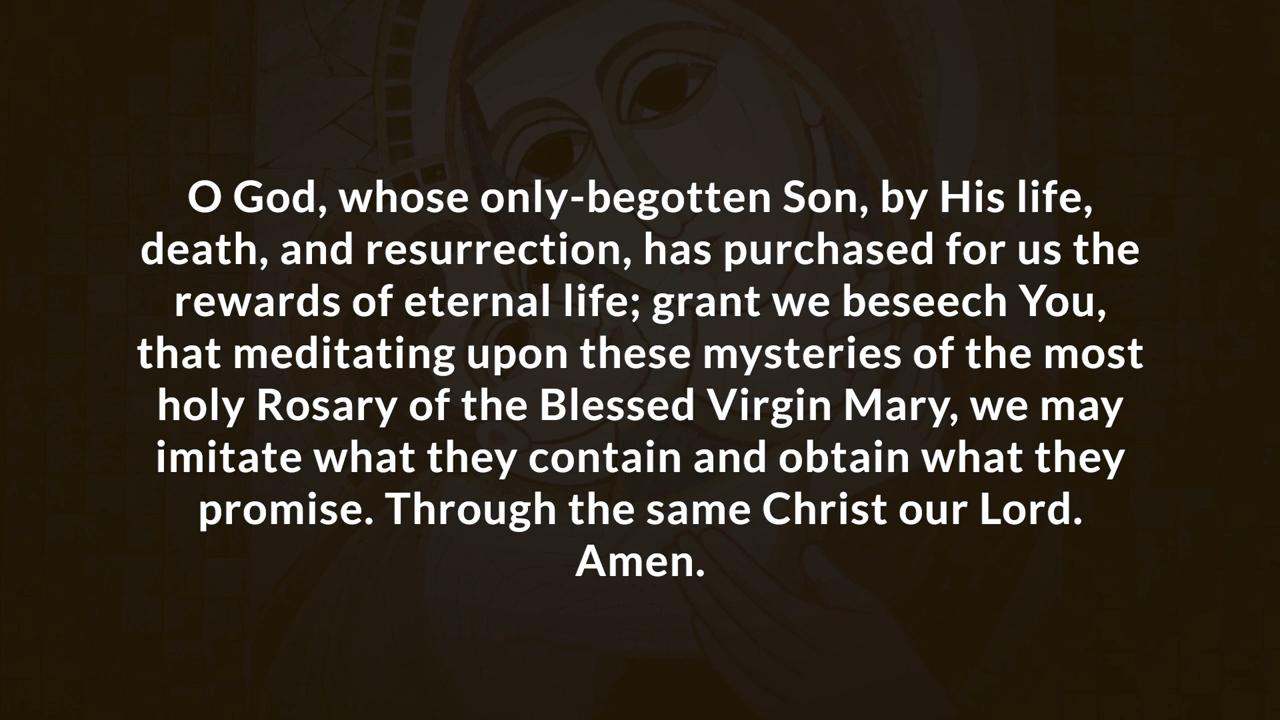 O God, whose only-begotten Son, by His life,
death, and resurrection, has purchased for us the
rewards of eternal life; grant we beseech You,
that meditating upon these mysteries of the most
holy Rosary of the Blessed Virgin Mary, we may
imitate what they contain and obtain what they
promise. Through the same Christ our Lord.
Amen.